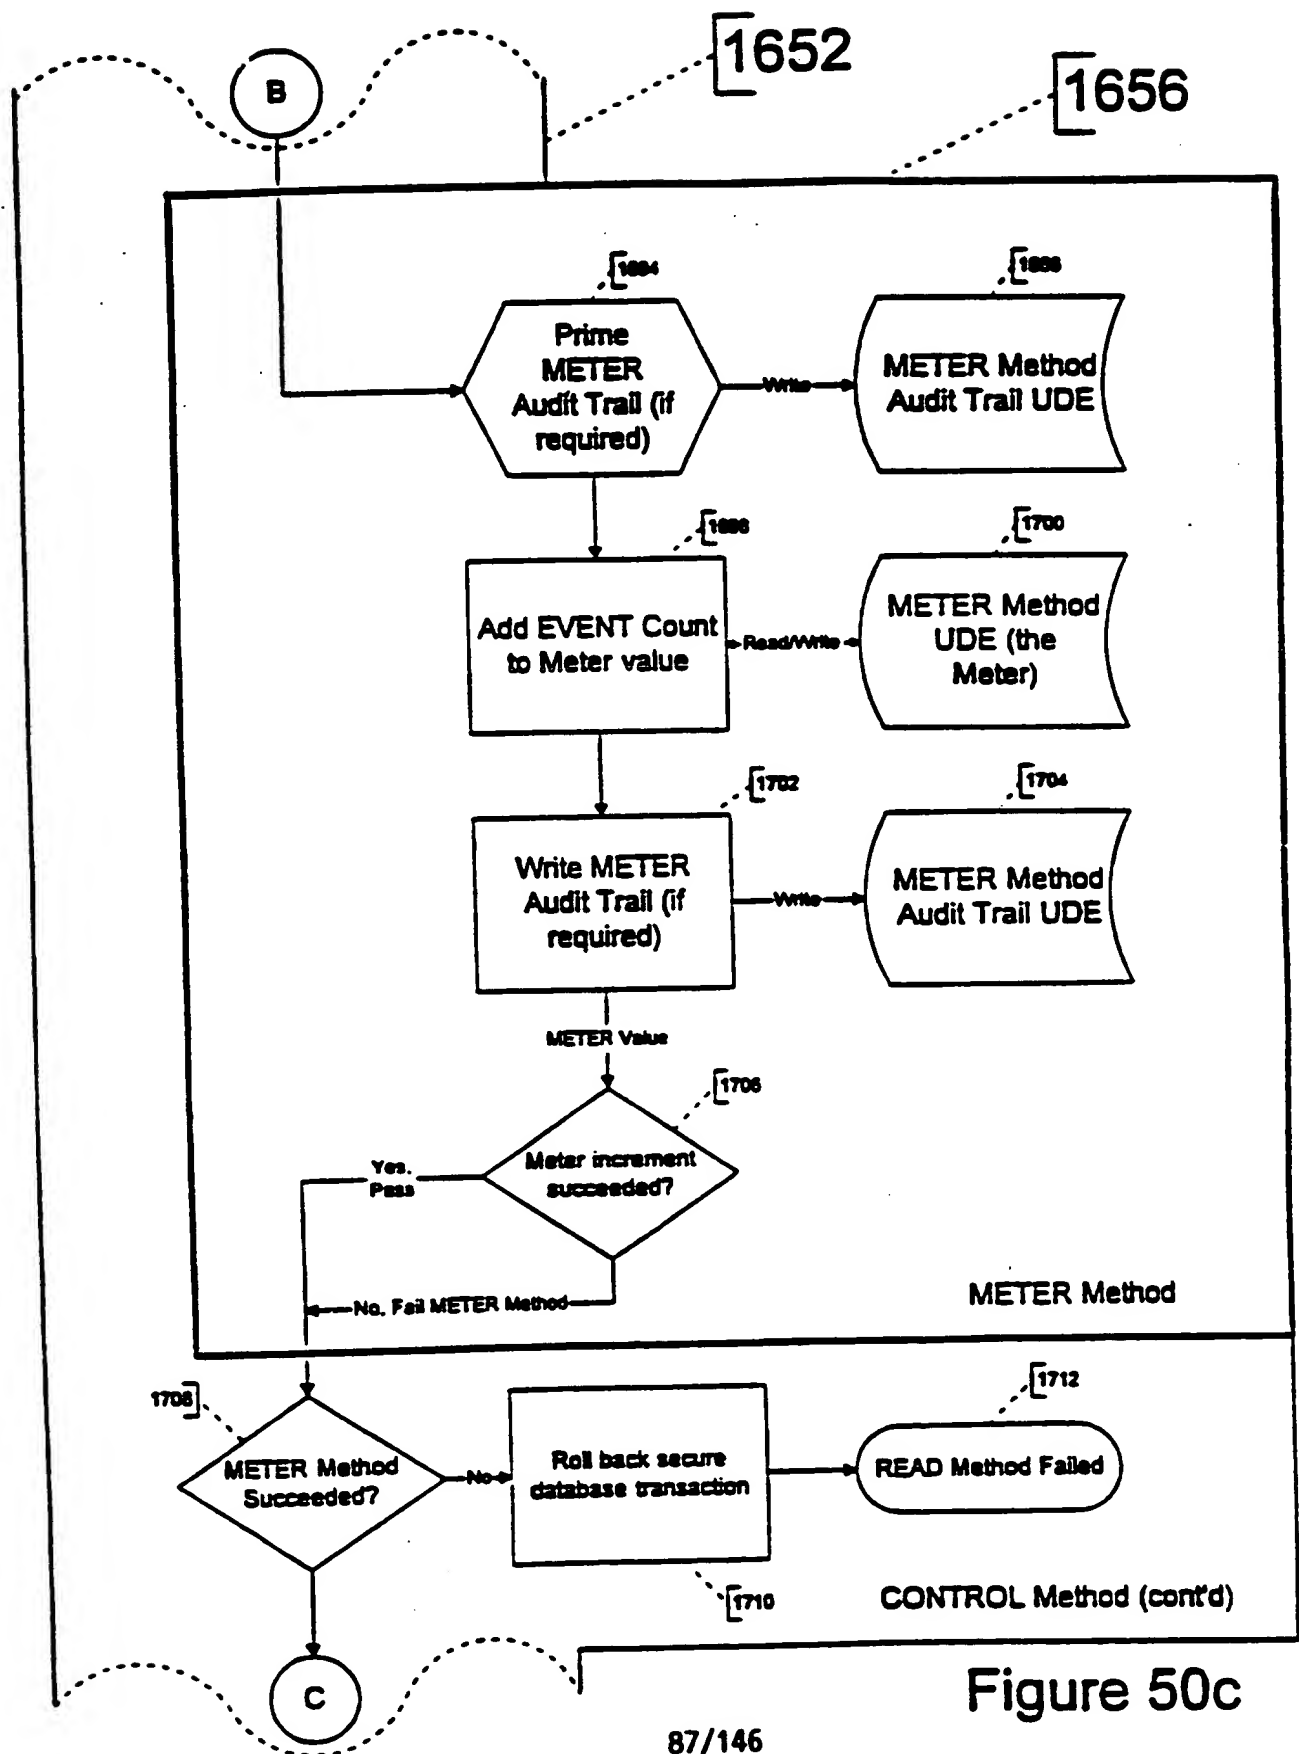 1652
1656
B
1694
Prime
METER
Audit Trail (if
required)
Write
1696
METER Method
Audit Trail UDE
1698
Add EVENT Count
to Meter value
Read/Write
1700
METER Method
UDE (the
Meter)
1702
Write METER
Audit Trail (if
required)
Write
1704
METER Method
Audit Trail UDE
METER Value
1706
Meter increment
succeeded?
Yes.
Pass
No. Fail METER Method
METER Method
1708
METER Method
Succeeded?
No
Roll back secure
database transaction
1710
1712
READ Method Failed
CONTROL Method (cont'd)
C
Figure 50c
87/146